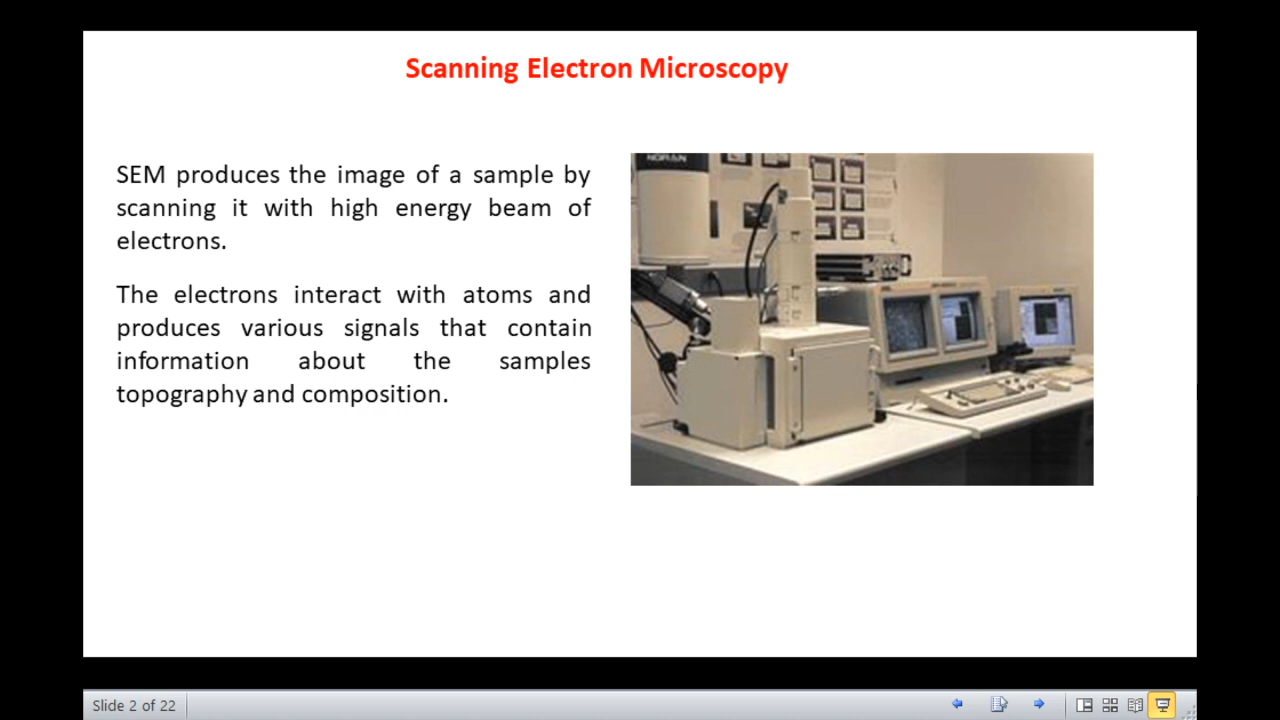 Scanning Electron Microscopy
SEM produces the image of a sample by
scanning it with high energy beam of
electrons.
The electrons interact with atoms and
produces various signals that contain
information about the samples
topography and composition.
NORAN
Slide 2 of 22